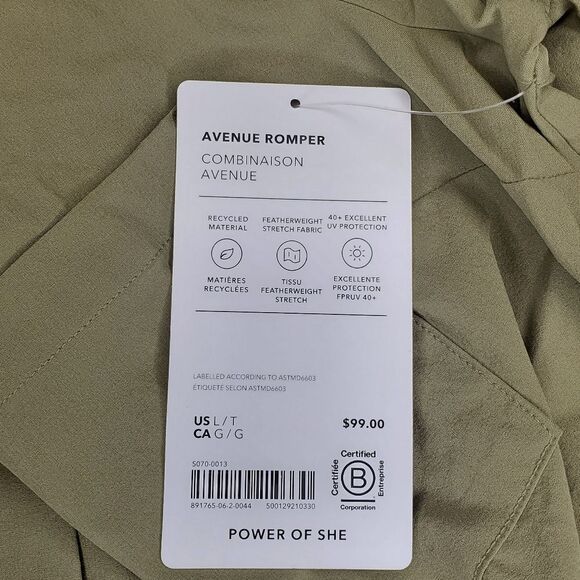 AVENUE ROMPER
COMBINAISON
AVENUE
RECYCLED
MATERIAL
FEATHERWEIGHT
STRETCH FABRIC
40+ EXCELLENT
UV PROTECTION
MATIÈRES
RECYCLÉES
TISSU
FEATHERWEIGHT
STRETCH
EXCELLENTE
PROTECTION
FPRUV 40+
LABELLED ACCORDING TO ASTMD6603
ÉTIQUETÉ SELON ASTMD6603
US L / T
CA G / G
$99.00
S070-0013
891765-06-2-0044 500129210330
Certified
Certifiée
B
Entreprise
Corporation
POWER OF SHE